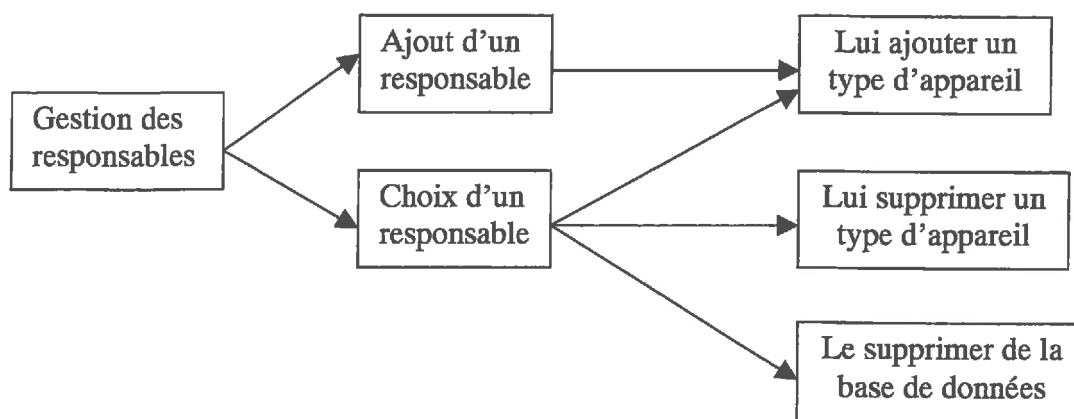 Gestion des
responsables
Ajout d'un
responsable
Choix d'un
responsable
Lui ajouter un
type d'appareil
Lui supprimer un
type d'appareil
Le supprimer de la
base de données